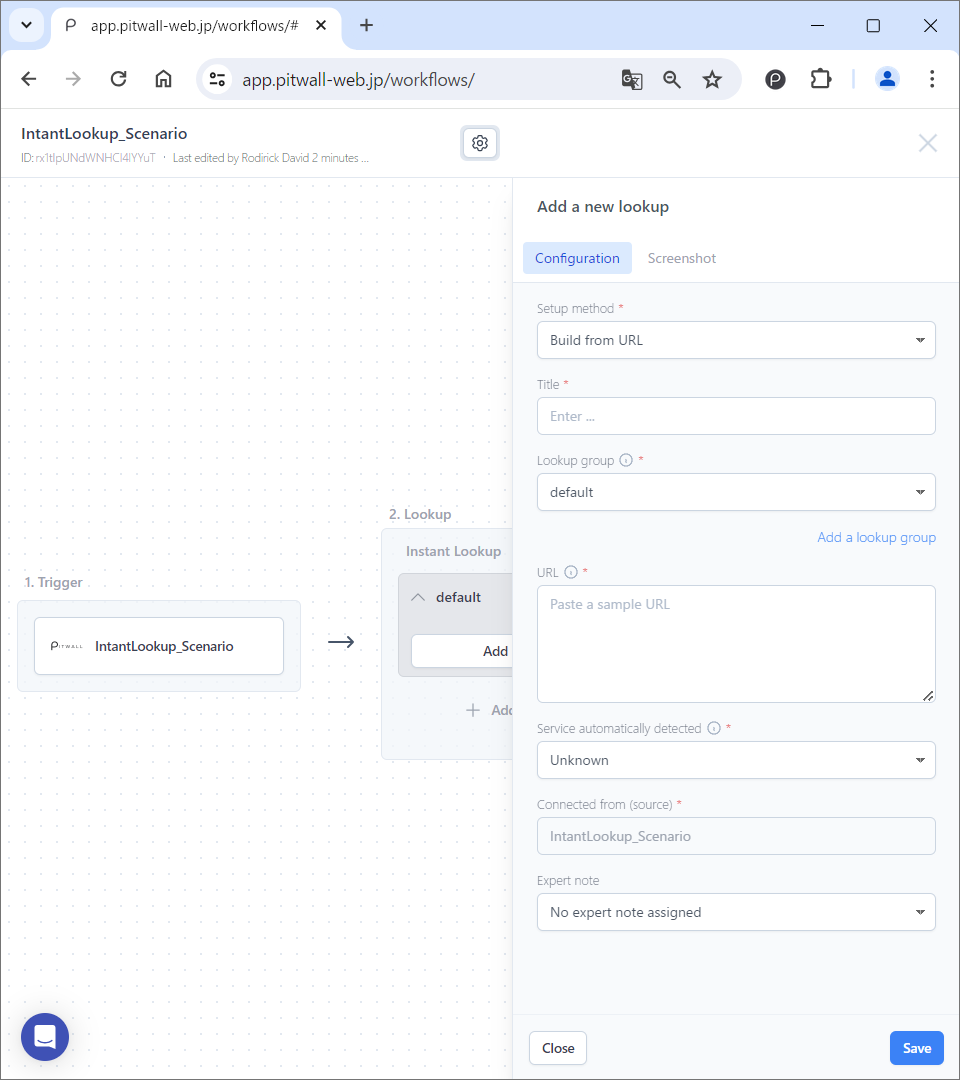 app.pitwall-web.jp/workflows/#
app.pitwall-web.jp/workflows/
IntantLookup_Scenario
Last edited by Rodirick David 2 minutes ...
Add a new lookup
Configuration
Screenshot
Setup method *
Build from URL
Title *
Enter ...
Lookup group *
default
Add a lookup group
URL *
Paste a sample URL
Service automatically detected *
Unknown
Connected from (source) *
IntantLookup_Scenario
Expert note
No expert note assigned
Close
Save
1. Trigger
PITWALL
IntantLookup_Scenario
2. Lookup
Instant Lookup
default
Add
Add